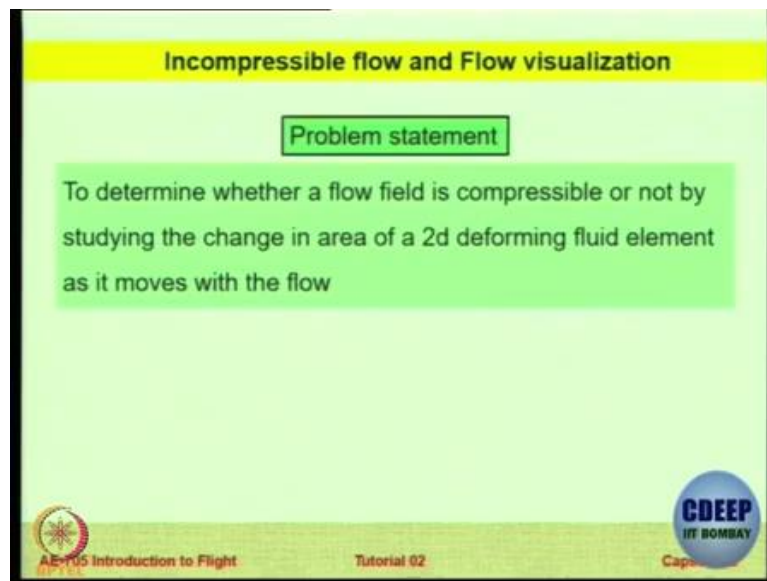 Incompressible flow and Flow visualization
Problem statement
To determine whether a flow field is compressible or not by
studying the change in area of a 2d deforming fluid element
as it moves with the flow
CDEEP
IIT BOMBAY
Introduction to Flight
Tutorial 02
NPTEL